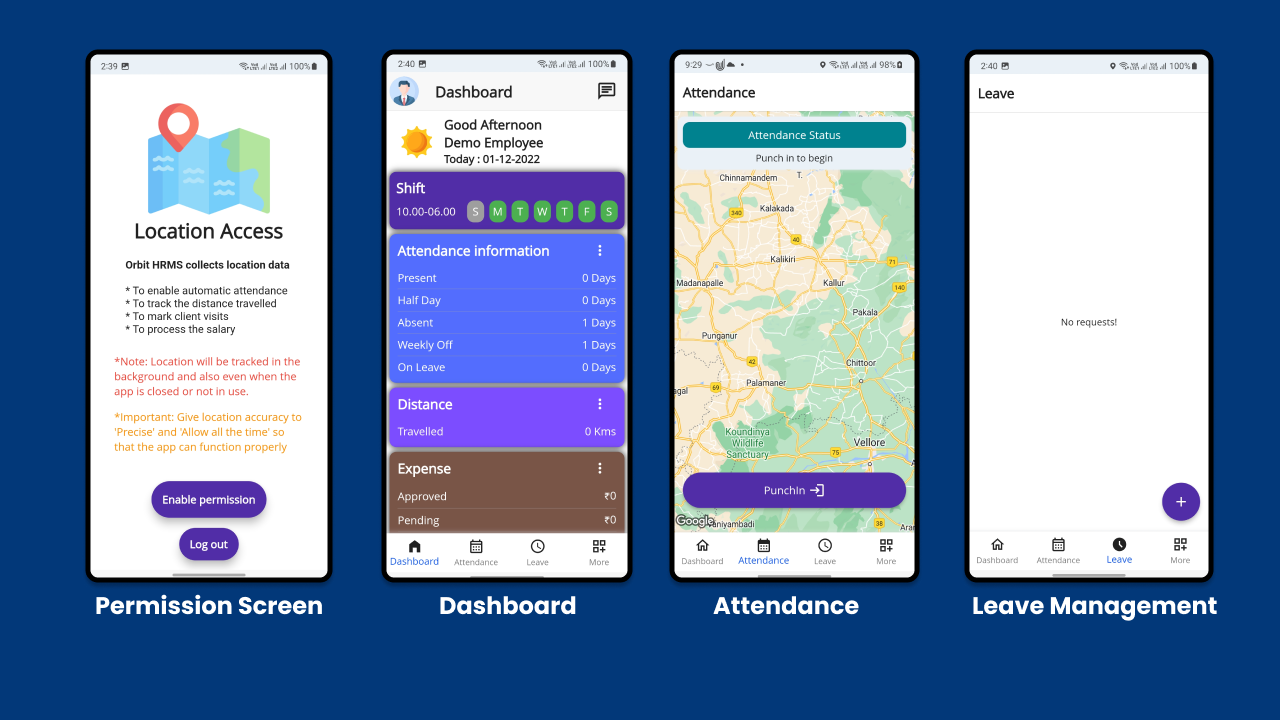 2:39
100%
Location Access
Orbit HRMS collects location data
* To enable automatic attendance
* To track the distance travelled
* To mark client visits
* To process the salary
*Note: Location will be tracked in the
background and also even when the
app is closed or not in use.
*Important: Give location accuracy to
'Precise' and 'Allow all the time' so
that the app can function properly
Enable permission
Log out
Permission Screen
2:40
100%
Dashboard
Good Afternoon
Demo Employee
Today : 01-12-2022
Shift
10.00-06.00 S M T W T F S
Attendance information
Present 0 Days
Half Day 0 Days
Absent 1 Days
Weekly Off 1 Days
On Leave 0 Days
Distance
Travelled 0 Kms
Expense
Approved ₹0
Pending ₹0
Dashboard Attendance Leave More
Dashboard
9:29
98%
Attendance
Attendance Status
Punch in to begin
Chinnamandem T.
340 Kalakada
40
Kalikiri
71
Madanapalle Kallur
140
Pakala
Punganur
42 Chittoor
69 Palamaner
agal
Koundinya
Wildlife
Sanctuary
Vellore
75
PunchIn
Google
aniyambadi 38 Arar
Dashboard Attendance Leave More
Attendance
2:40
100%
Leave
No requests!
+
Dashboard Attendance Leave More
Leave Management